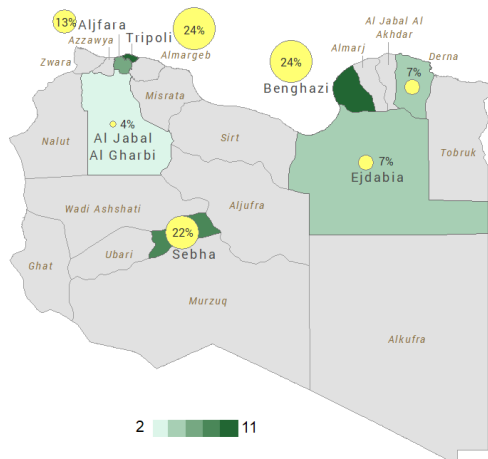 13%
Aljfara
Tripoli
24%
Azzawya
Zwara
Almargeb
Misrata
Al Jabal Al
Akhdar
Almarj
Derna
24%
Benghazi
7%
4%
Al Jabal
Al Gharbi
Nalut
Sirt
7%
Ejdabia
Tobruk
Wadi Ashshati
Aljufra
22%
Sebha
Ubari
Ghat
Murzuq
Alkufra
2
11